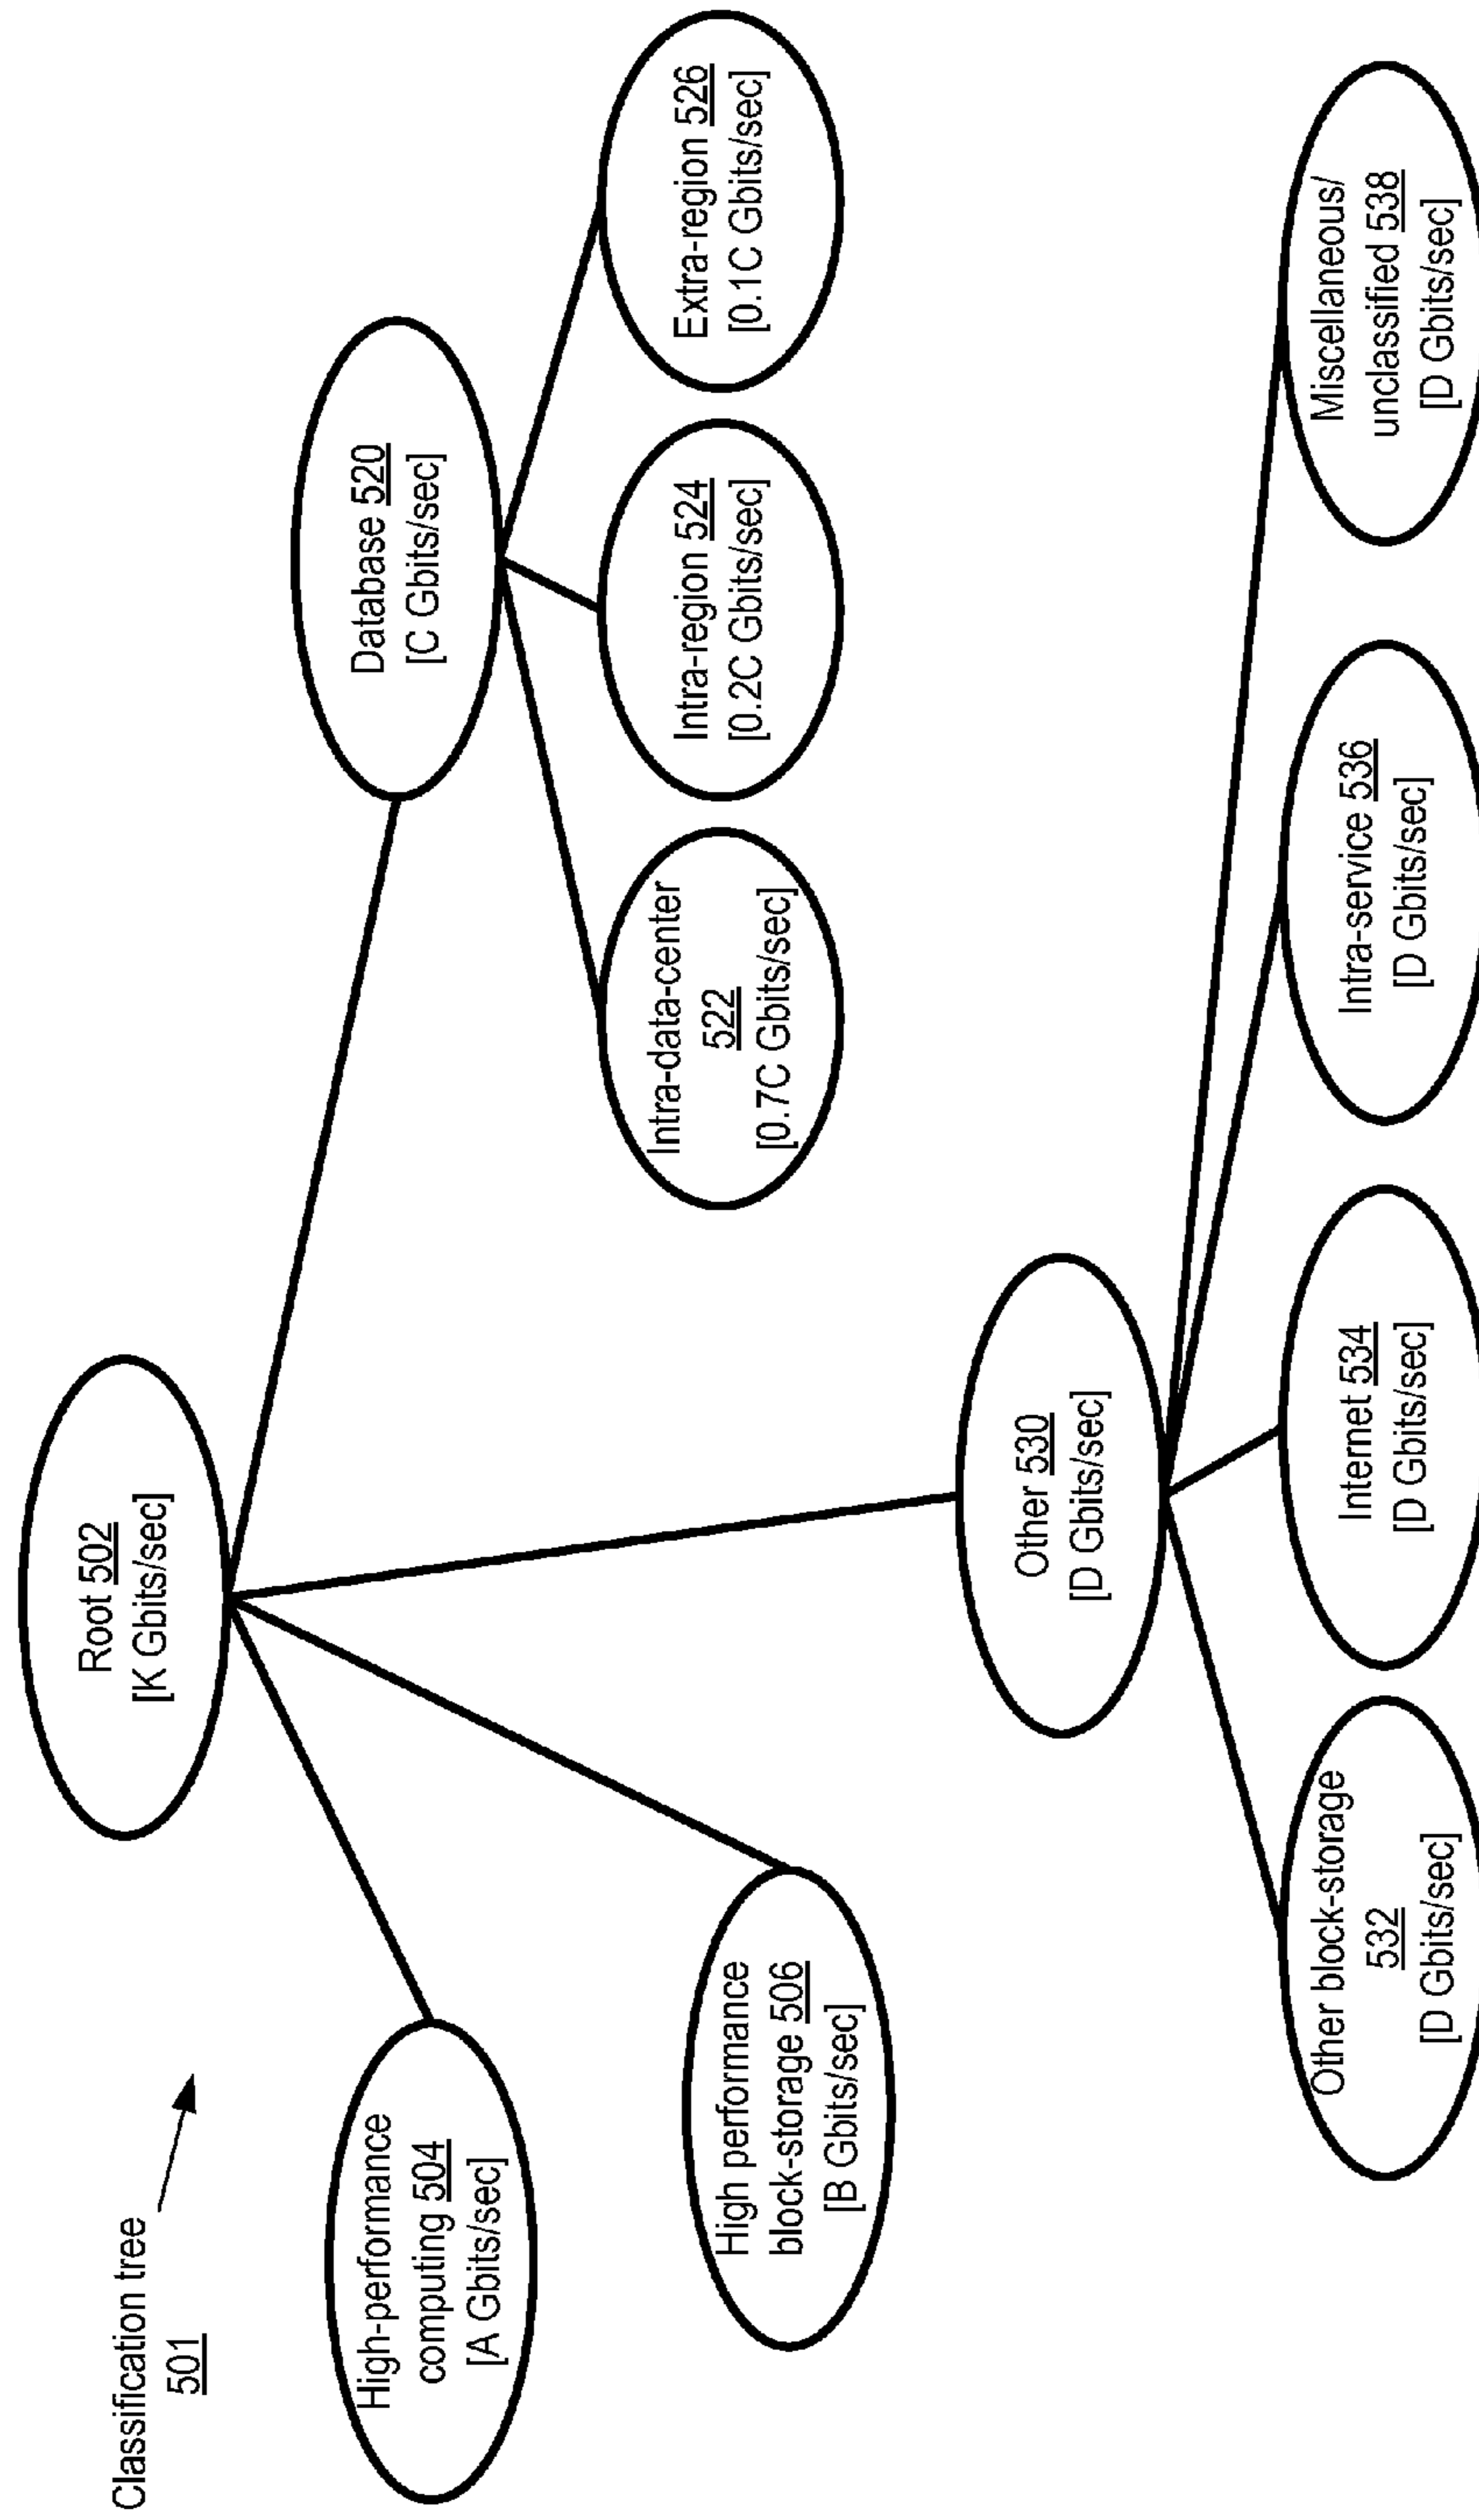 Classification tree
501
Root 502
[K Gbits/sec]
High-performance
computing 504
[A Gbits/sec]
High performance
block-storage 506
[B Gbits/sec]
Database 520
[C Gbits/sec]
Intra-data-center
522
[0.7C Gbits/sec]
Intra-region 524
[0.2C Gbits/sec]
Extra-region 526
[0.1C Gbits/sec]
Other 530
[D Gbits/sec]
Other block-storage
532
[D Gbits/sec]
Internet 534
[D Gbits/sec]
Intra-service 536
[D Gbits/sec]
Miscellaneous/
unclassified 538
[D Gbits/sec]